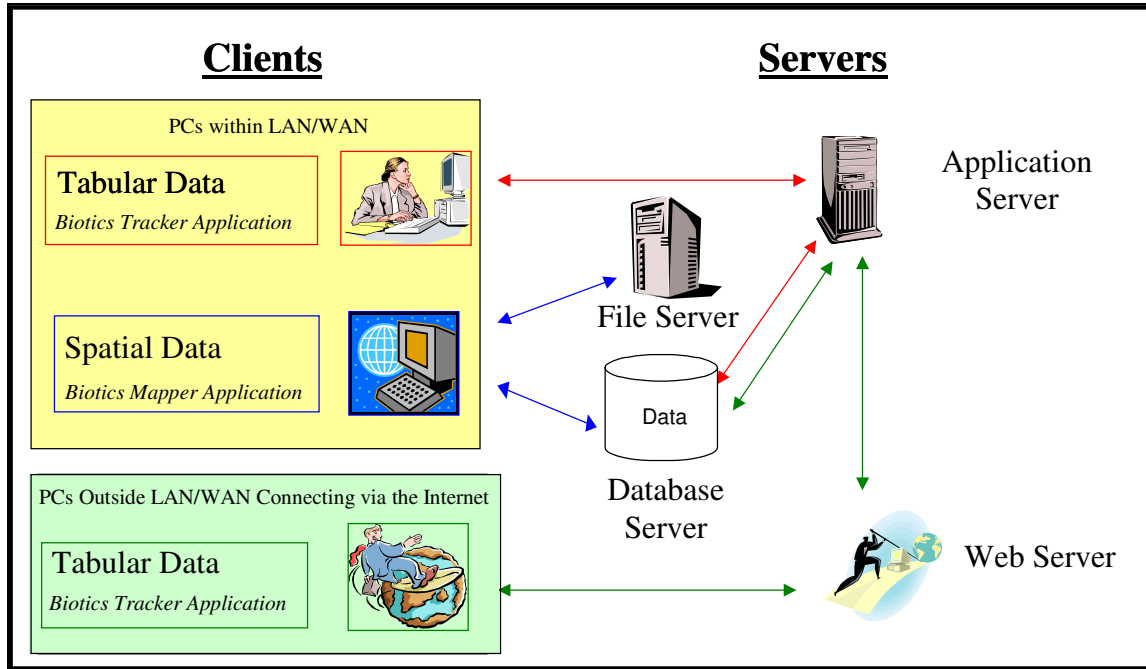 Clients
Servers
PCs within LAN/WAN
Tabular Data
Biotics Tracker Application
Spatial Data
Biotics Mapper Application
PCs Outside LAN/WAN Connecting via the Internet
Tabular Data
Biotics Tracker Application
Application
Server
File Server
Data
Database
Server
Web Server